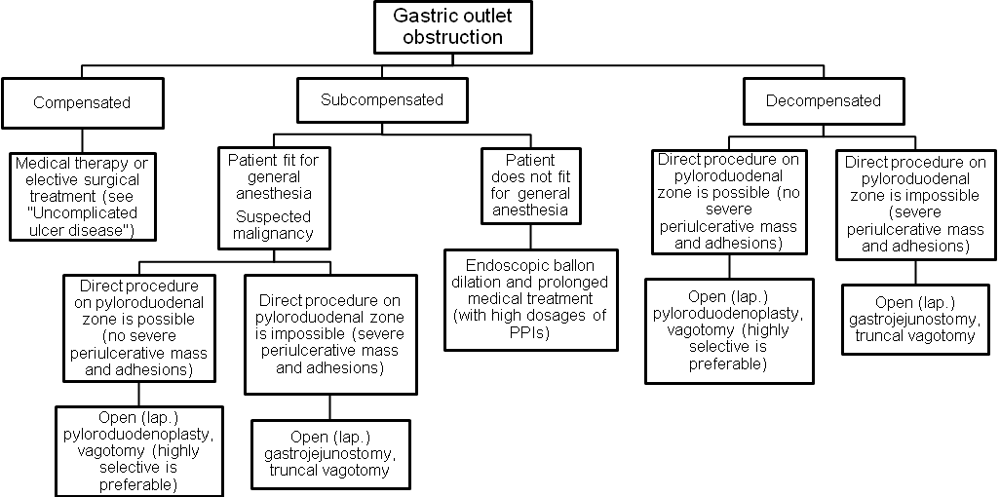 Gastric outlet
obstruction
Compensated
Subcompensated
Decompensated
Medical therapy or
elective surgical
treatment (see
"Uncomplicated
ulcer disease")
Patient fit for
general
anesthesia
Suspected
malignancy
Patient
does not fit
for general
anesthesia
Direct procedure on
pyloroduodenal
zone is possible (no
severe
periulcerative mass
and adhesions)
Direct procedure on
pyloroduodenal
zone is impossible
(severe
periulcerative mass
and adhesions)
Direct procedure
on pyloroduodenal
zone is possible
(no severe
periulcerative mass
and adhesions)
Direct procedure on
pyloroduodenal zone
is impossible (severe
periulcerative mass
and adhesions)
Endoscopic ballon
dilation and prolonged
medical treatment
(with high dosages of
PPIs)
Open (lap.)
pyloroduodenoplasty,
vagotomy (highly
selective is
preferable)
Open (lap.)
gastrojejunostomy,
truncal vagotomy
Open (lap.)
pyloroduodenoplasty,
vagotomy (highly
selective is
preferable)
Open (lap.)
gastrojejunostomy,
truncal vagotomy